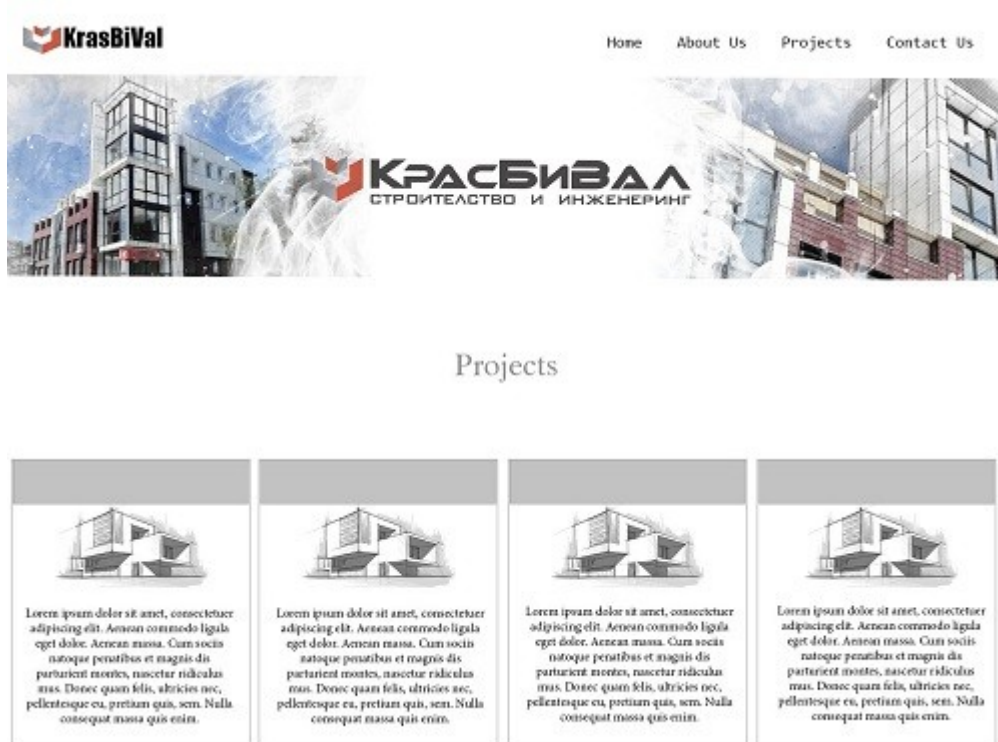 KrasBiVal
Home About Us Projects Contact Us
КрасБиВал
СТРОИТЕЛСТВО И ИНЖЕНЕРИНГ
Projects
Lorem ipsum dolor sit amet, consectetuer
adipiscing elit. Aenean commodo ligula
eget dolor. Aenean massa. Cum sociis
natoque penatibus et magnis dis
parturient montes, nascetur ridiculus
mus. Donec quam felis, ultricies nec,
pellentesque eu, pretium quis, sem. Nulla
consequat massa quis enim.
Lorem ipsum dolor sit amet, consectetuer
adipiscing elit. Aenean commodo ligula
eget dolor. Aenean massa. Cum sociis
natoque penatibus et magnis dis
parturient montes, nascetur ridiculus
mus. Donec quam felis, ultricies nec,
pellentesque eu, pretium quis, sem. Nulla
consequat massa quis enim.
Lorem ipsum dolor sit amet, consectetuer
adipiscing elit. Aenean commodo ligula
eget dolor. Aenean massa. Cum sociis
natoque penatibus et magnis dis
parturient montes, nascetur ridiculus
mus. Donec quam felis, ultricies nec,
pellentesque eu, pretium quis, sem. Nulla
consequat massa quis enim.
Lorem ipsum dolor sit amet, consectetuer
adipiscing elit. Aenean commodo ligula
eget dolor. Aenean massa. Cum sociis
natoque penatibus et magnis dis
parturient montes, nascetur ridiculus
mus. Donec quam felis, ultricies nec,
pellentesque eu, pretium quis, sem. Nulla
consequat massa quis enim.